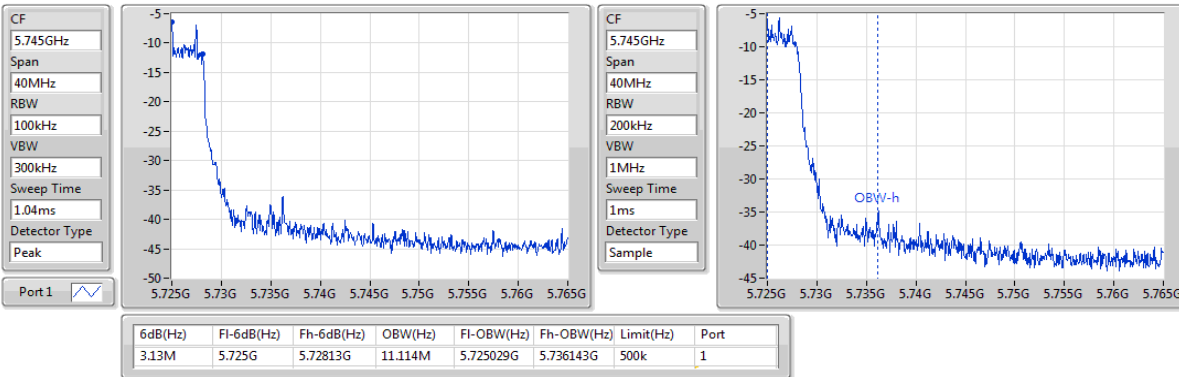 CF
5.745GHz
Span
40MHz
RBW
100kHz
VBW
300kHz
Sweep Time
1.04ms
Detector Type
Peak
Port 1
-5
-10
-15
-20
-25
-30
-35
-40
-45
-50
5.725G 5.73G 5.735G 5.74G 5.745G 5.75G 5.755G 5.76G 5.765G
CF
5.745GHz
Span
40MHz
RBW
200kHz
VBW
1MHz
Sweep Time
1ms
Detector Type
Sample
-5
-10
-15
-20
-25
-30
-35
-40
-45
OBW-h
5.725G 5.73G 5.735G 5.74G 5.745G 5.75G 5.755G 5.76G 5.765G
6dB(Hz) Fl-6dB(Hz) Fh-6dB(Hz) OBW(Hz) Fl-OBW(Hz) Fh-OBW(Hz) Limit(Hz) Port
3.13M 5.725G 5.72813G 11.114M 5.725029G 5.736143G 500k 1